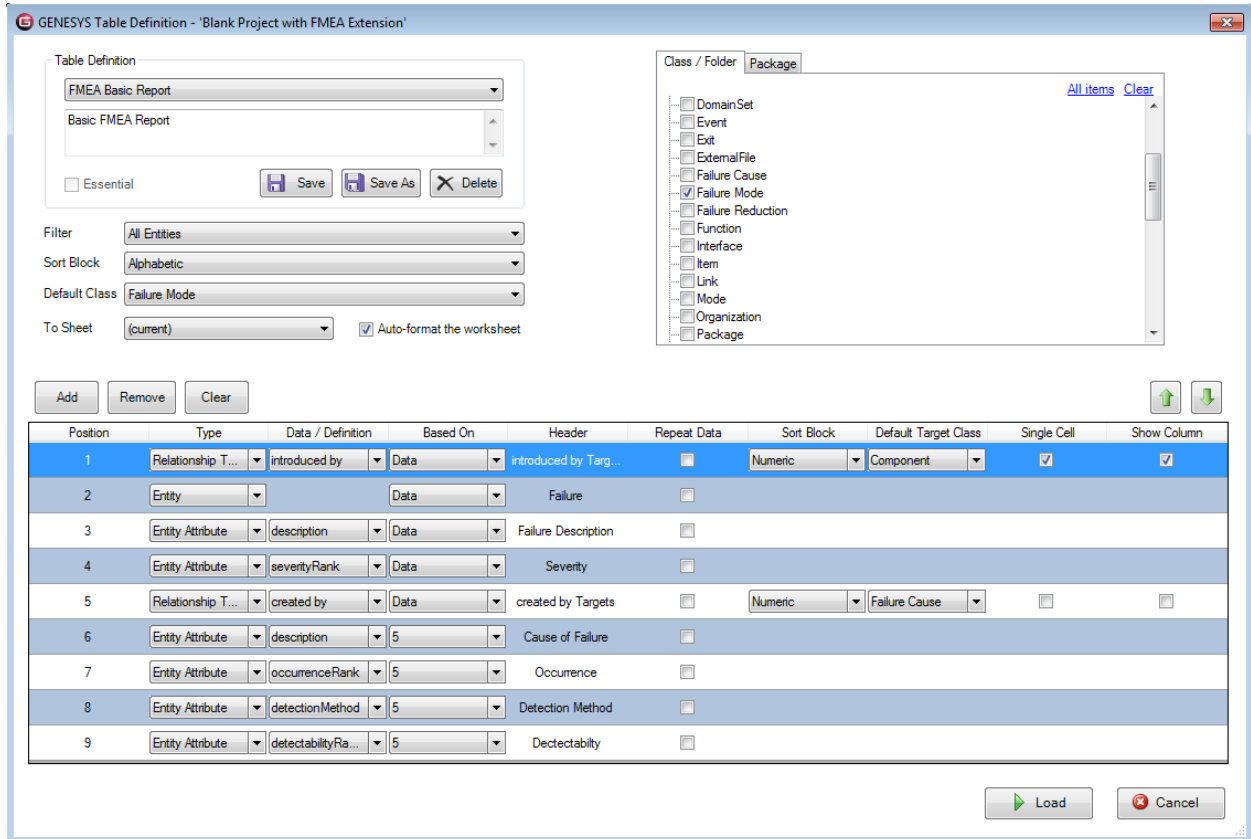 GENESYS Table Definition - 'Blank Project with FMEA Extension'
Table Definition
FMEA Basic Report
Basic FMEA Report
Essential
Save
Save As
Delete
Filter
All Entities
Sort Block
Alphabetic
Default Class
Failure Mode
To Sheet
(current)
Auto-format the worksheet
Class / Folder
Package
All items
Clear
DomainSet
Event
Exit
ExternalFile
Failure Cause
Failure Mode
Failure Reduction
Function
Interface
Item
Link
Mode
Organization
Package
Add
Remove
Clear
Position Type Data / Definition Based On Header Repeat Data Sort Block Default Target Class Single Cell Show Column
1 Relationship T... introduced by Data introduced by Targ... Numeric Component
2 Entity Data Failure
3 Entity Attribute description Data Failure Description
4 Entity Attribute severityRank Data Severity
5 Relationship T... created by Data created by Targets Numeric Failure Cause
6 Entity Attribute description 5 Cause of Failure
7 Entity Attribute occurrenceRank 5 Occurrence
8 Entity Attribute detectionMethod 5 Detection Method
9 Entity Attribute detectabilityRa... 5 Dectectabilty
Load
Cancel